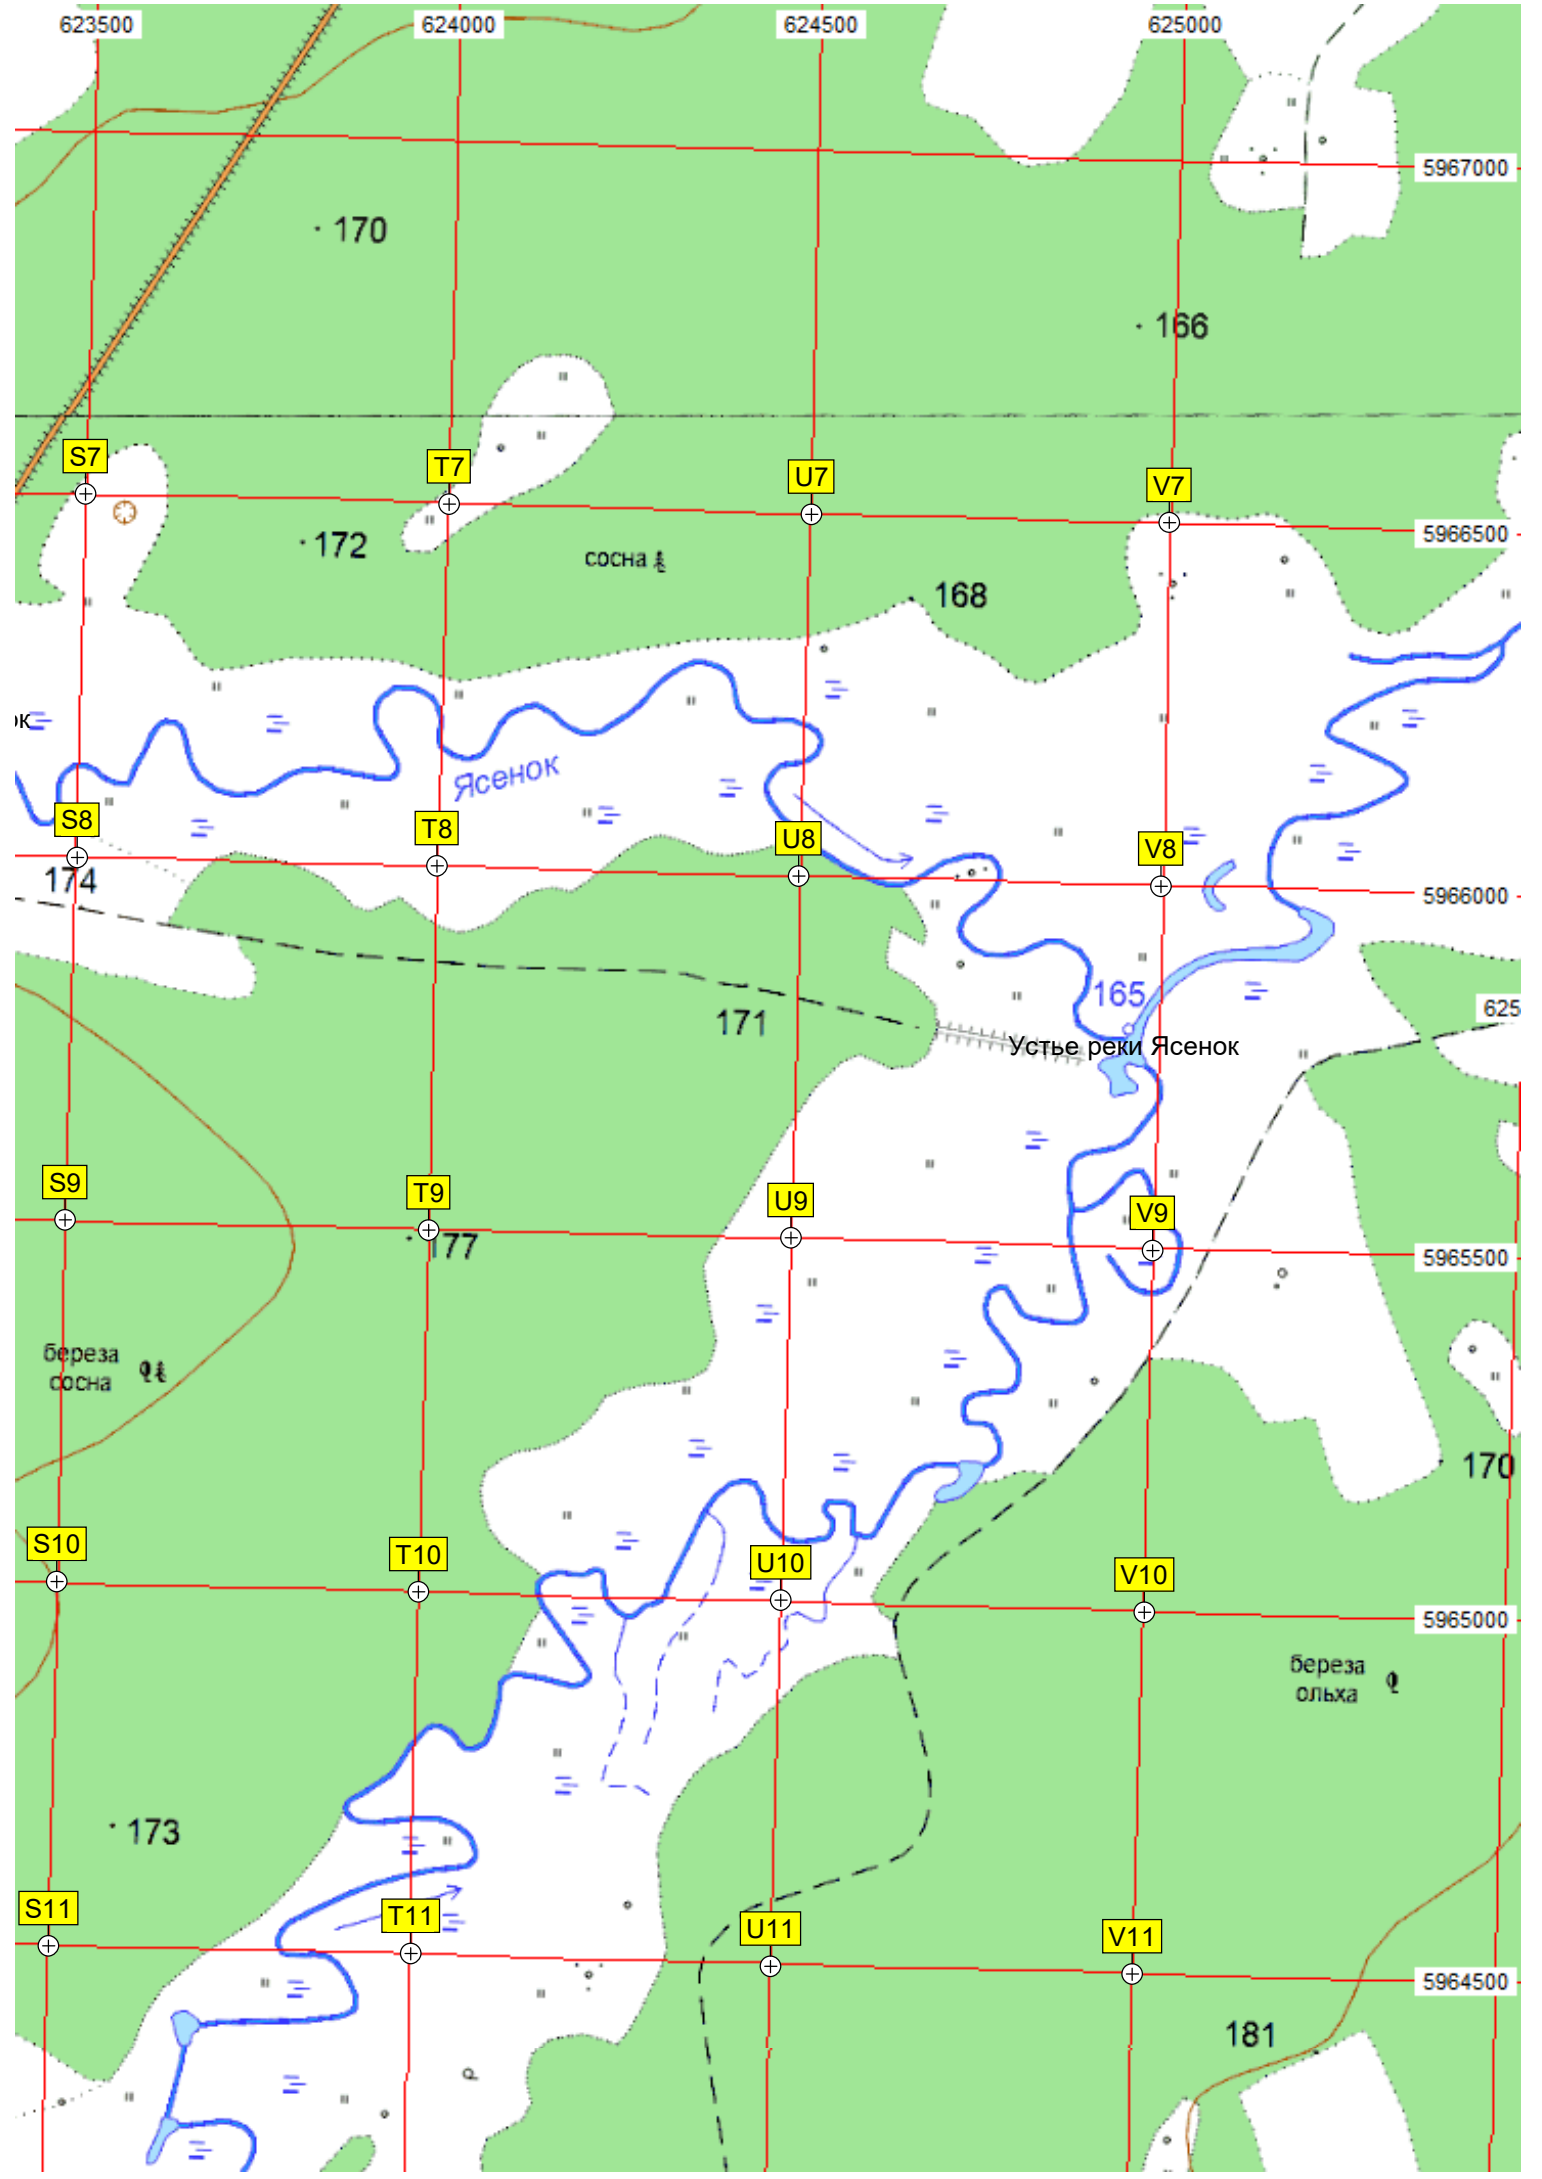 623500 624000 624500 625000
5967000
170
166
S7 T7 U7 V7
5966500
172
сосна
168
ок
Ясенок
S8 T8 U8 V8
174
5966000
165
625
171
Устье реки Ясенок
S9 T9 U9 V9
177
5965500
береза
сосна
170
S10 T10 U10 V10
5965000
береза
ольха
173
S11 T11 U11 V11
5964500
181